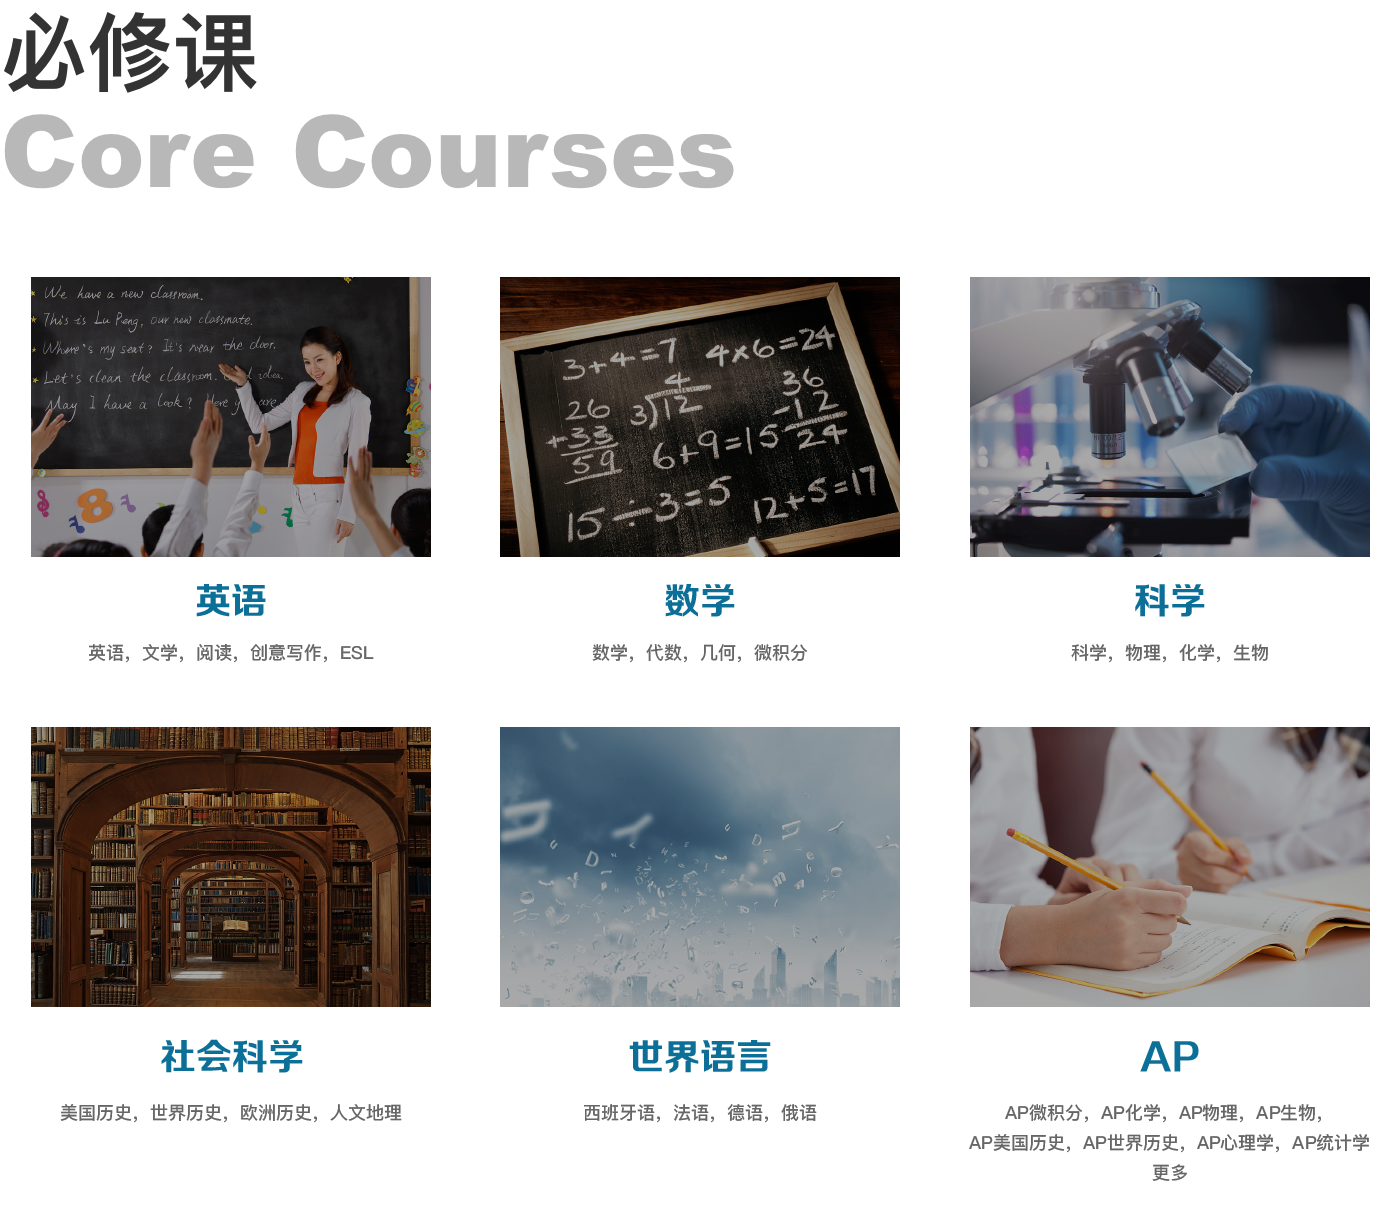 必修课
Core Courses
We have a new classroom.
This is Lu Peng, our new classmate.
Where's my seat? It's near the door.
Let's clean the classroom.
May I have a look? Here y are
8
3+4=7 4×6=24
4
3)12
26
+33
59
36
-12
24
6+9=15
15÷3=5
12+5=17
英语
数学
科学
英语，文学，阅读，创意写作，ESL
数学，代数，几何，微积分
科学，物理，化学，生物
D
社会科学
世界语言
AP
美国历史，世界历史，欧洲历史，人文地理
西班牙语，法语，德语，俄语
AP微积分，AP化学，AP物理，AP生物，
AP美国历史，AP世界历史，AP心理学，AP统计学
更多